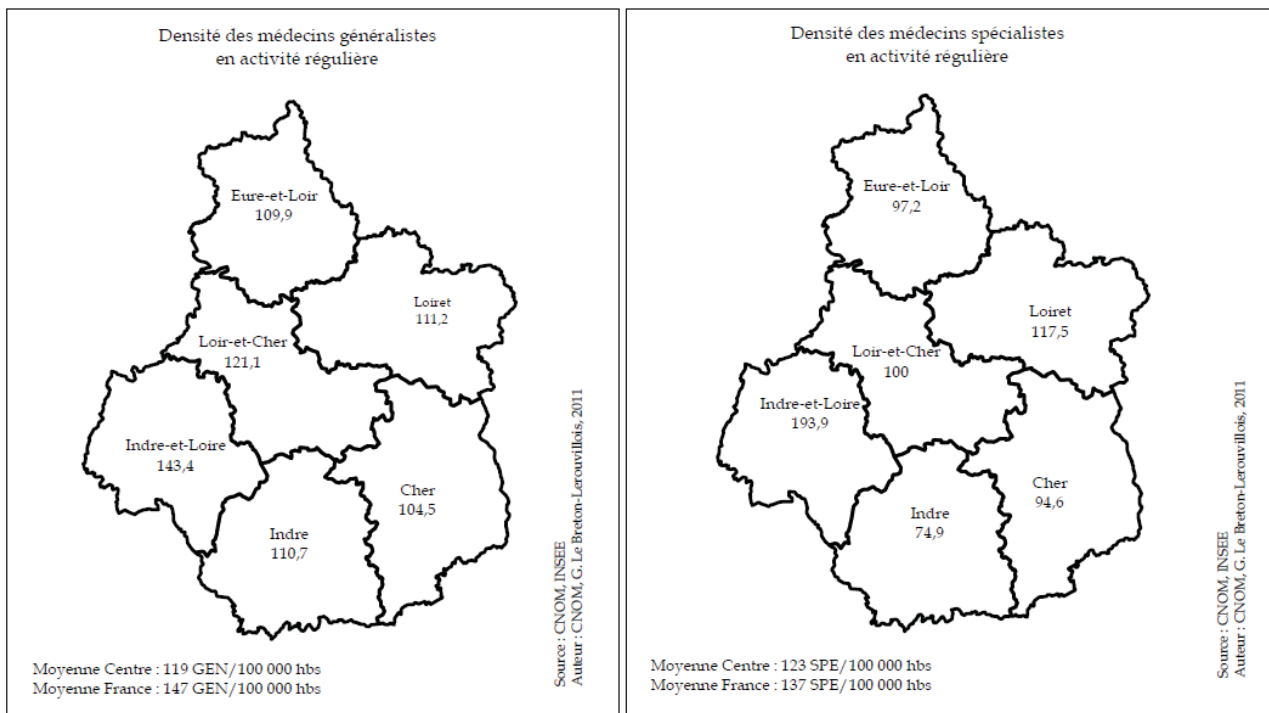 Densité des médecins généralistes
en activité régulière
Eure-et-Loir
109,9
Loiret
111,2
Loir-et-Cher
121,1
Indre-et-Loire
143,4
Cher
104,5
Indre
110,7
Source : CNOM, INSEE
Auteur : CNOM, G. Le Breton-Lerouvillois, 2011
Moyenne Centre : 119 GEN/100 000 hbs
Moyenne France : 147 GEN/100 000 hbs
Densité des médecins spécialistes
en activité régulière
Eure-et-Loir
97,2
Loiret
117,5
Loir-et-Cher
100
Indre-et-Loire
193,9
Cher
94,6
Indre
74,9
Source : CNOM, INSEE
Auteur : CNOM, G. Le Breton-Lerouvillois, 2011
Moyenne Centre : 123 SPE/100 000 hbs
Moyenne France : 137 SPE/100 000 hbs